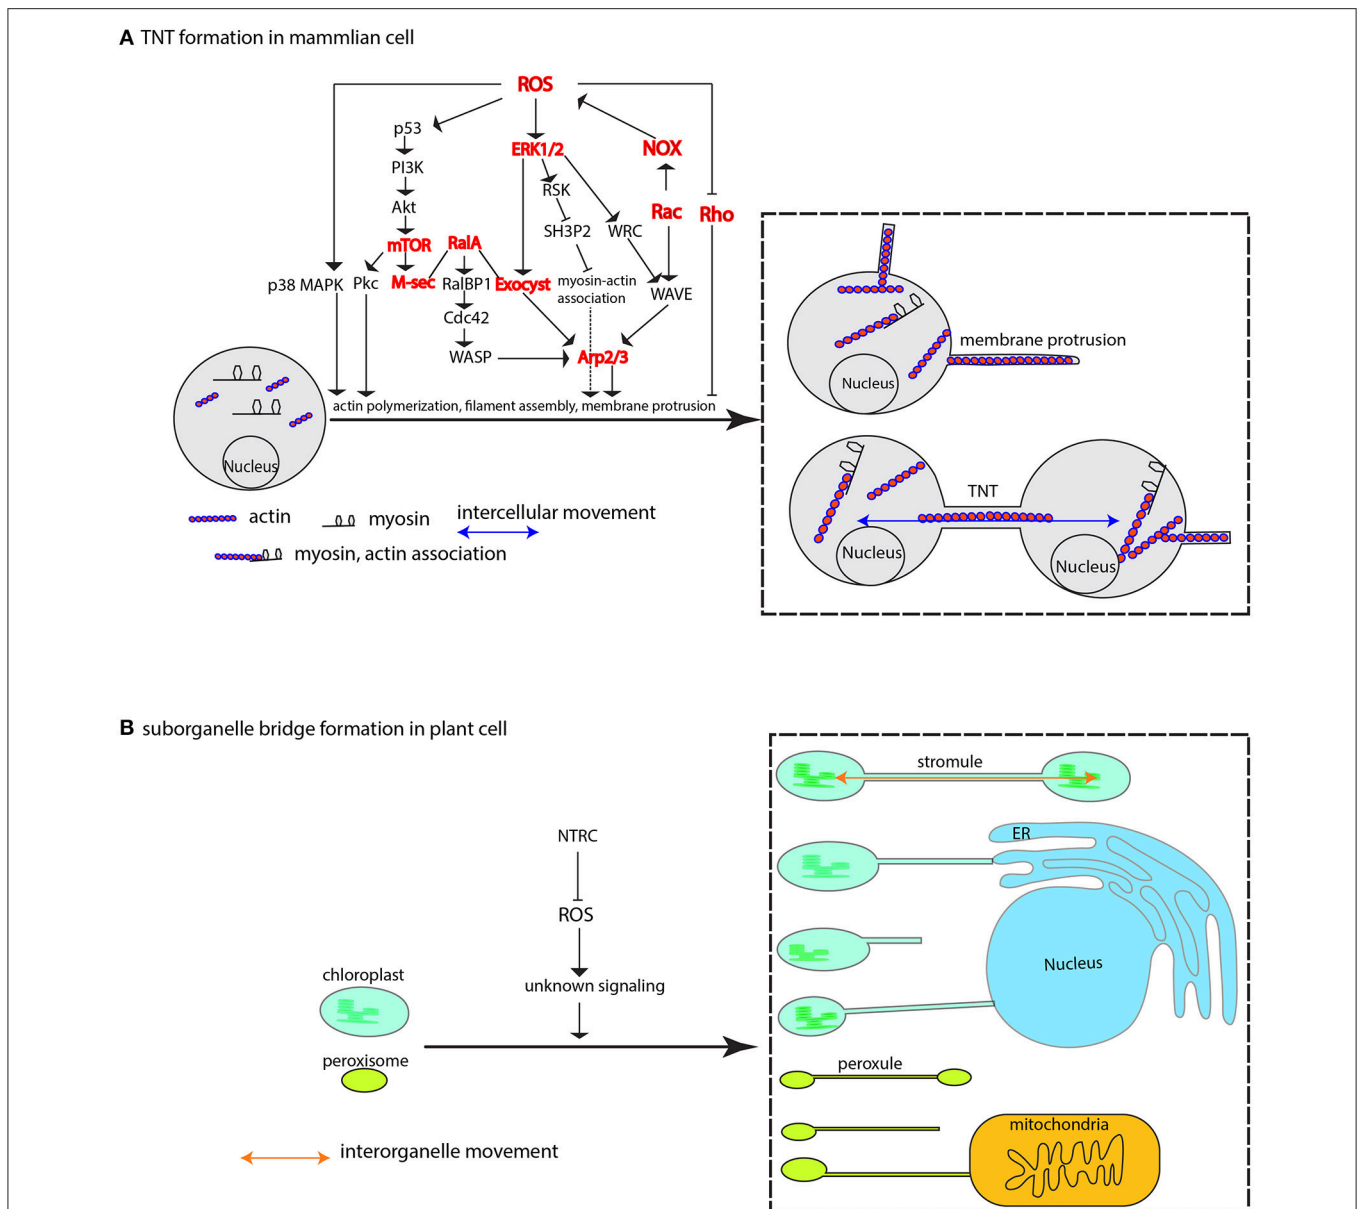 A TNT formation in mammlian cell
ROS
p53
ERK1/2
NOX
PI3K
RSK
Akt
Rac
Rho
SH3P2
WRC
mTOR
RalA
p38 MAPK
Pkc
M-sec
RalBP1
Exocyst
myosin-actin
association
WAVE
Cdc42
WASP
Arp2/3
actin polymerization, filament assembly, membrane protrusion
Nucleus
actin
myosin
intercellular movement
myosin, actin association
membrane protrusion
Nucleus
TNT
Nucleus
Nucleus
B suborganelle bridge formation in plant cell
NTRC
ROS
unknown signaling
chloroplast
peroxisome
interorganelle movement
stromule
ER
Nucleus
peroxule
mitochondria